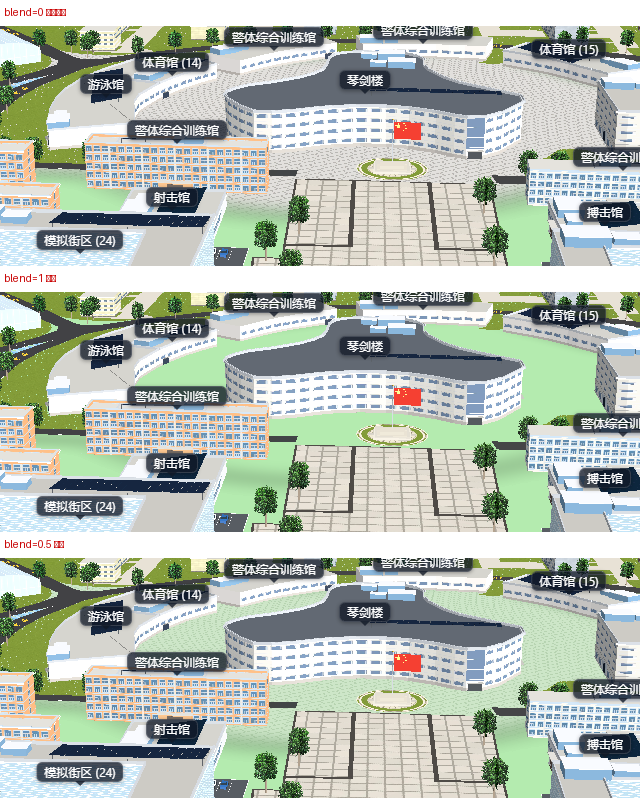 blend=0
警体综合训练馆
警体综合训练馆
体育馆 (14)
体育馆 (15)
游泳馆
琴剑楼
警体综合训练馆
警体综合训
射击馆
搏击馆
模拟街区 (24)
blend=1
警体综合训练馆
警体综合训练馆
体育馆 (14)
体育馆 (15)
游泳馆
琴剑楼
警体综合训练馆
警体综合训
射击馆
搏击馆
模拟街区 (24)
blend=0.5
警体综合训练馆
警体综合训练馆
体育馆 (14)
体育馆 (15)
游泳馆
琴剑楼
警体综合训练馆
警体综合训
射击馆
搏击馆
模拟街区 (24)